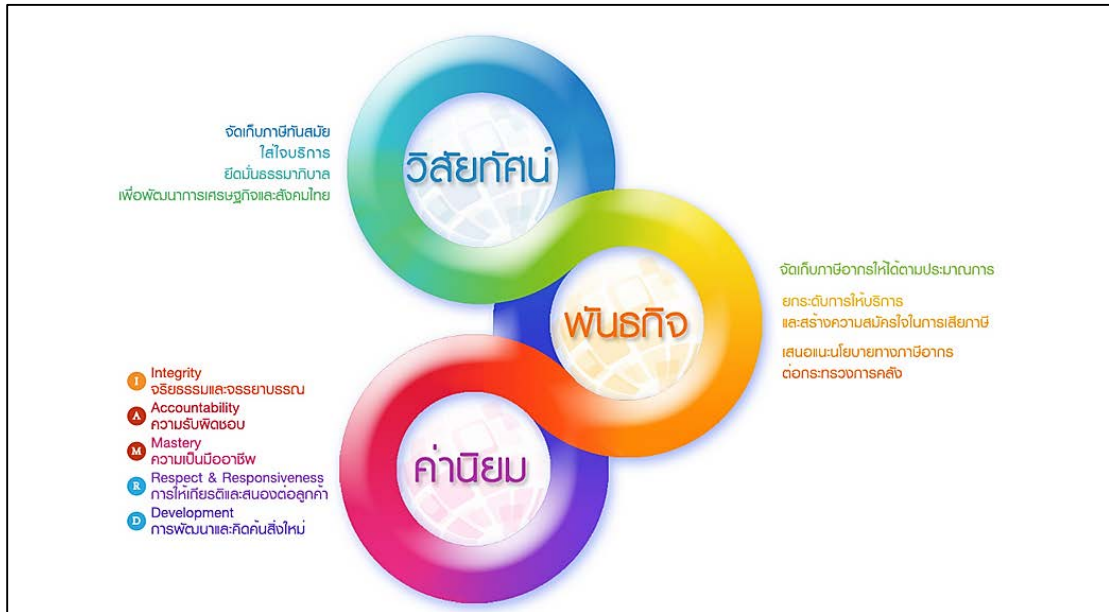 วิสัยทัศน์
จัดเก็บภาษีทันสมัย
ใส่ใจบริการ
ยึดมั่นธรรมาภิบาล
เพื่อพัฒนาการเศรษฐกิจและสังคมไทย
พันธกิจ
จัดเก็บภาษีอากรให้ได้ตามประมาณการ
ยกระดับการให้บริการ
และสร้างความสมัครใจในการเสียภาษี
เสนอแนะนโยบายทางภาษีอากร
ต่อกระทรวงการคลัง
ค่านิยม
I Integrity
จริยธรรมและจรรยาบรรณ
A Accountability
ความรับผิดชอบ
M Mastery
ความเป็นมืออาชีพ
R Respect & Responsiveness
การให้เกียรติและสนองต่อลูกค้า
D Development
การพัฒนาและคิดค้นสิ่งใหม่